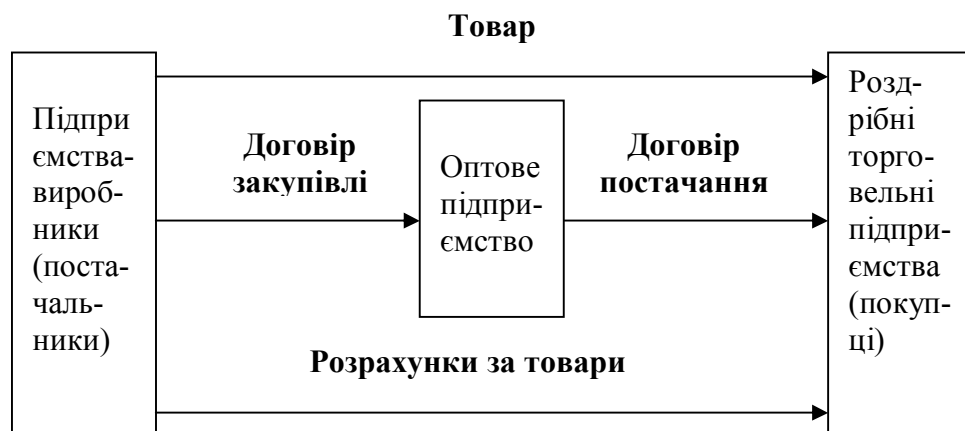 Товар
Підпри
ємства-
вироб-
ники
(поста-
чаль-
ники)
Договір
закупівлі
Оптове
підпри-
ємство
Договір
постачання
Розд-
рібні
торго-
вельні
підпри-
ємства
(покуп-
ці)
Розрахунки за товари